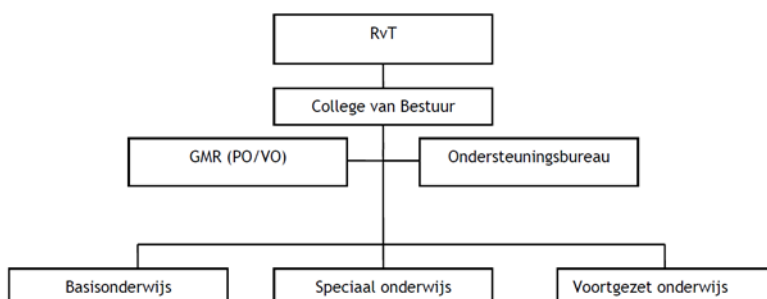 RvT
College van Bestuur
GMR (PO/VO)
Ondersteuningsbureau
Basisonderwijs
Speciaal onderwijs
Voortgezet onderwijs